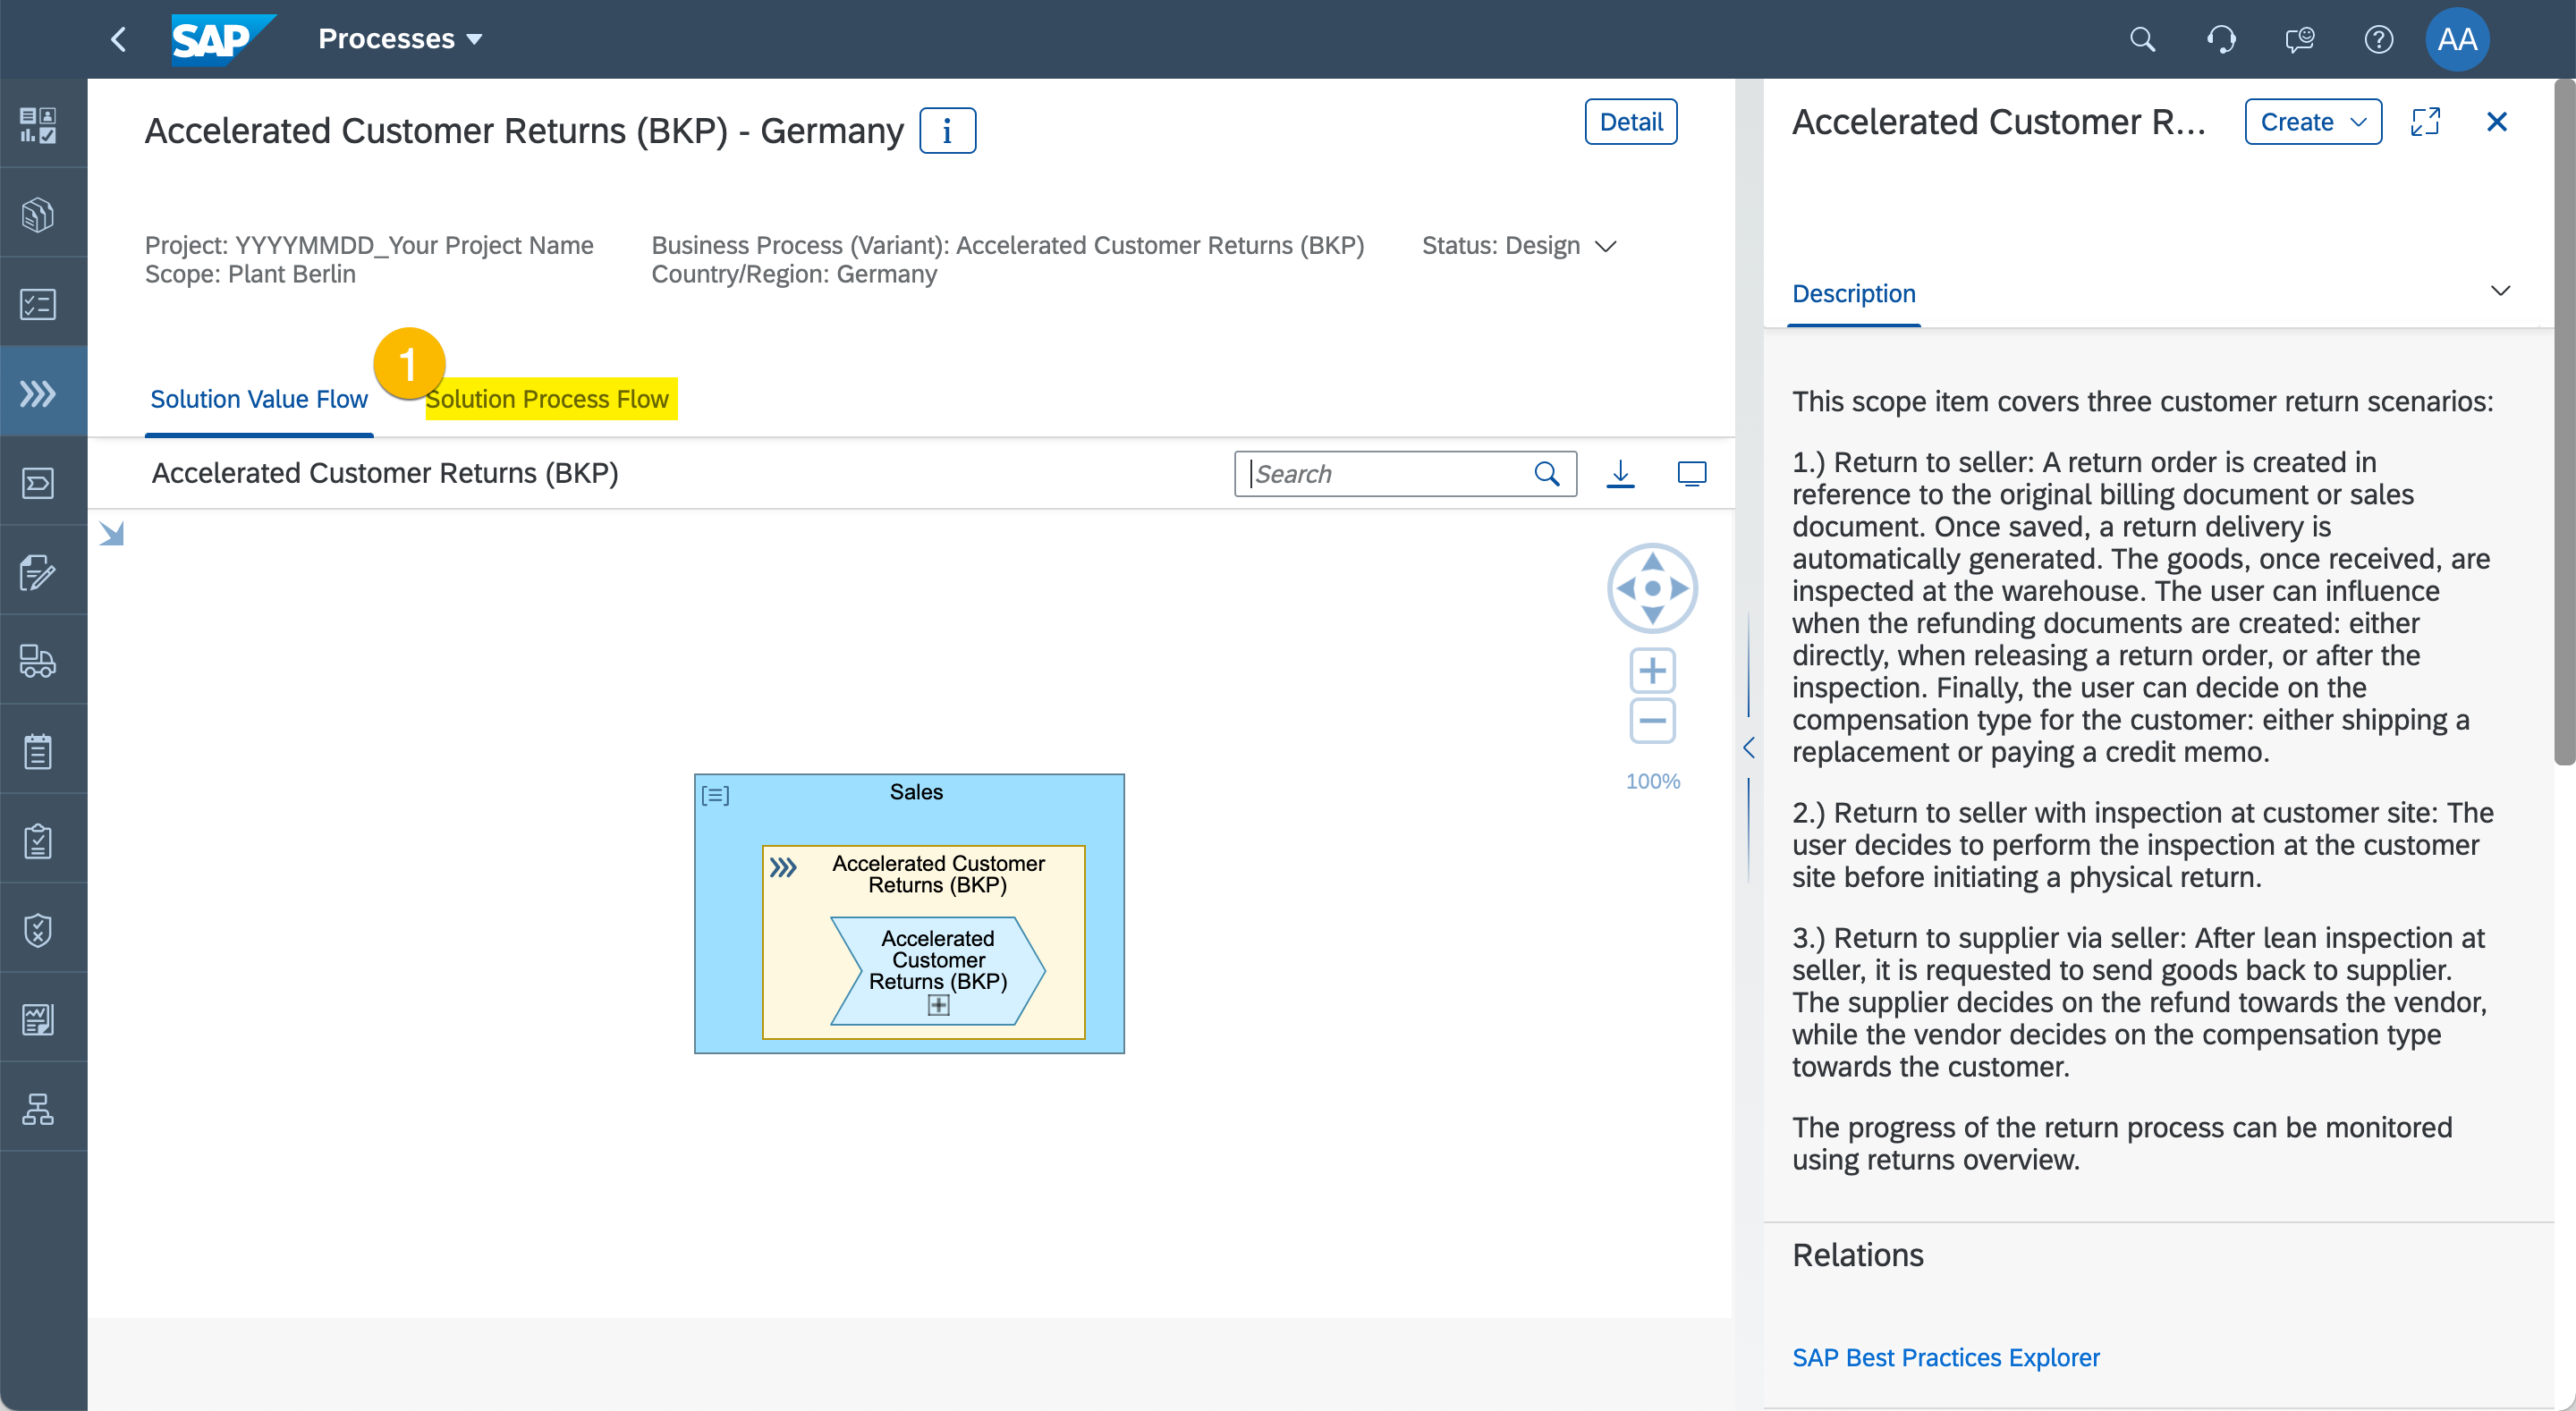 SAP
Processes
AA
Accelerated Customer Returns (BKP) - Germany
i
Detail
Project: YYYYMMDD_Your Project Name
Scope: Plant Berlin
Business Process (Variant): Accelerated Customer Returns (BKP)
Country/Region: Germany
Status: Design
1
Solution Value Flow
Solution Process Flow
Accelerated Customer Returns (BKP)
Search
100%
Sales
Accelerated Customer
Returns (BKP)
Accelerated
Customer
Returns (BKP)
Accelerated Customer R...
Create
Description
This scope item covers three customer return scenarios:
1.) Return to seller: A return order is created in
reference to the original billing document or sales
document. Once saved, a return delivery is
automatically generated. The goods, once received, are
inspected at the warehouse. The user can influence
when the refunding documents are created: either
directly, when releasing a return order, or after the
inspection. Finally, the user can decide on the
compensation type for the customer: either shipping a
replacement or paying a credit memo.
2.) Return to seller with inspection at customer site: The
user decides to perform the inspection at the customer
site before initiating a physical return.
3.) Return to supplier via seller: After lean inspection at
seller, it is requested to send goods back to supplier.
The supplier decides on the refund towards the vendor,
while the vendor decides on the compensation type
towards the customer.
The progress of the return process can be monitored
using returns overview.
Relations
SAP Best Practices Explorer